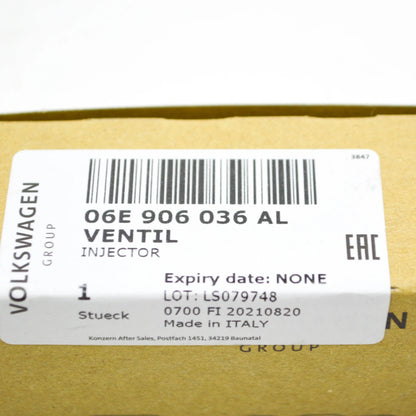 3847
VOLKSWAGEN
GROUP
06E 906 036 AL
VENTIL
INJECTOR
EAC
Expiry date: NONE
1
LOT: LS079748
Stueck
0700 FI 20210820
Made in ITALY
Konzern After Sales, Postfach 1451, 34219 Baunatal
N
GROUP